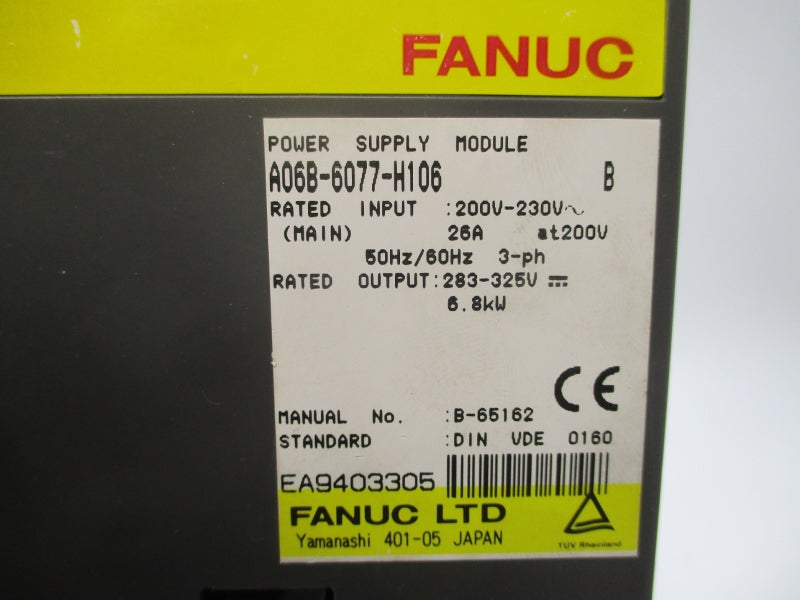 FANUC
POWER SUPPLY MODULE
A06B-6077-H106 B
RATED INPUT :200V-230V~
(MAIN) 26A at200V
50Hz/60Hz 3-ph
RATED OUTPUT:283-325V ⎓
6.8kW
CE
MANUAL No. :B-65162
STANDARD :DIN VDE 0160
EA9403305
FANUC LTD
Yamanashi 401-05 JAPAN
TÜV Rheinland